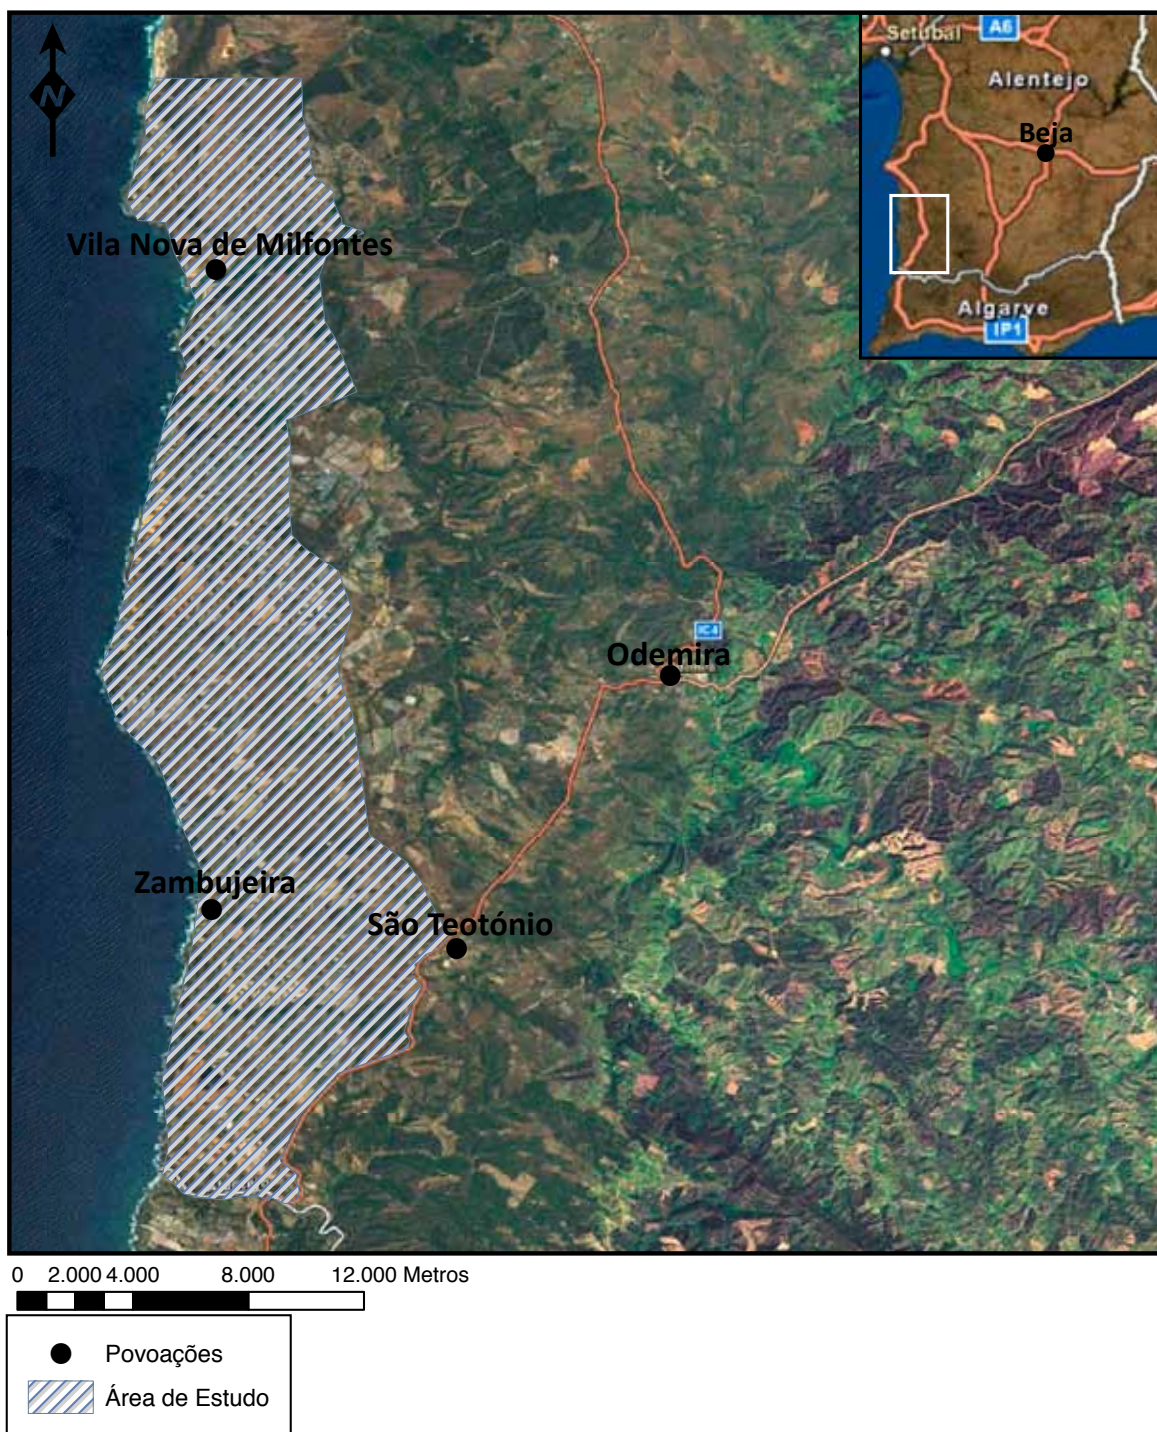 N
A6
Setubal
Alentejo
Beja
Algarve
IP1
Vila Nova de Milfontes
IC4
Odemira
Zambujeira
São Teotónio
0 2.000 4.000 8.000 12.000 Metros
Povoações
Área de Estudo